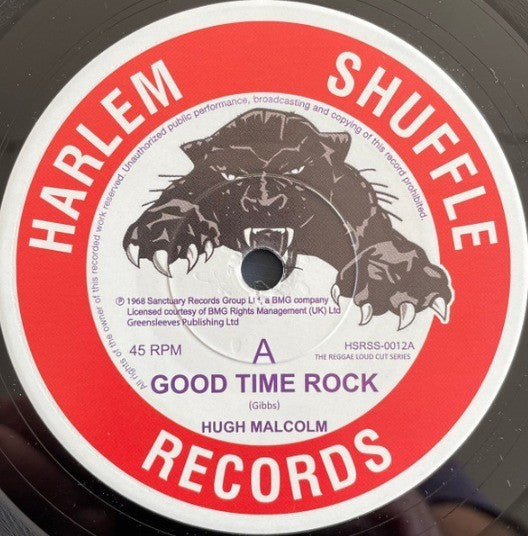 HARLEM SHUFFLE
All rights of the owner of this recorded work reserved. Unauthorized public performance, broadcasting and copying of this record prohibited.
℗ 1968 Sanctuary Records Group Ltd, a BMG company
Licensed courtesy of BMG Rights Management (UK) Ltd
Greensleeves Publishing Ltd
45 RPM
A
HSRSS-0012A
THE REGGAE LOUD CUT SERIES
GOOD TIME ROCK
(Gibbs)
HUGH MALCOLM
RECORDS